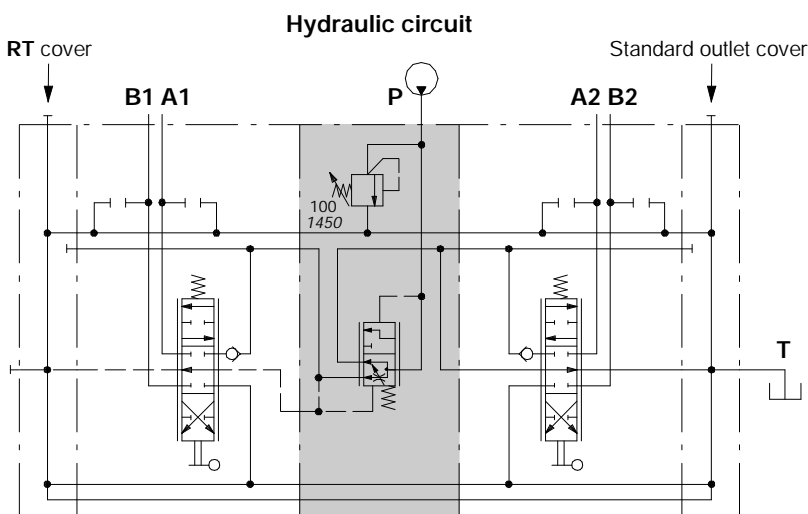 Hydraulic circuit
RT cover
Standard outlet cover
B1 A1
P
A2 B2
100
1450
T